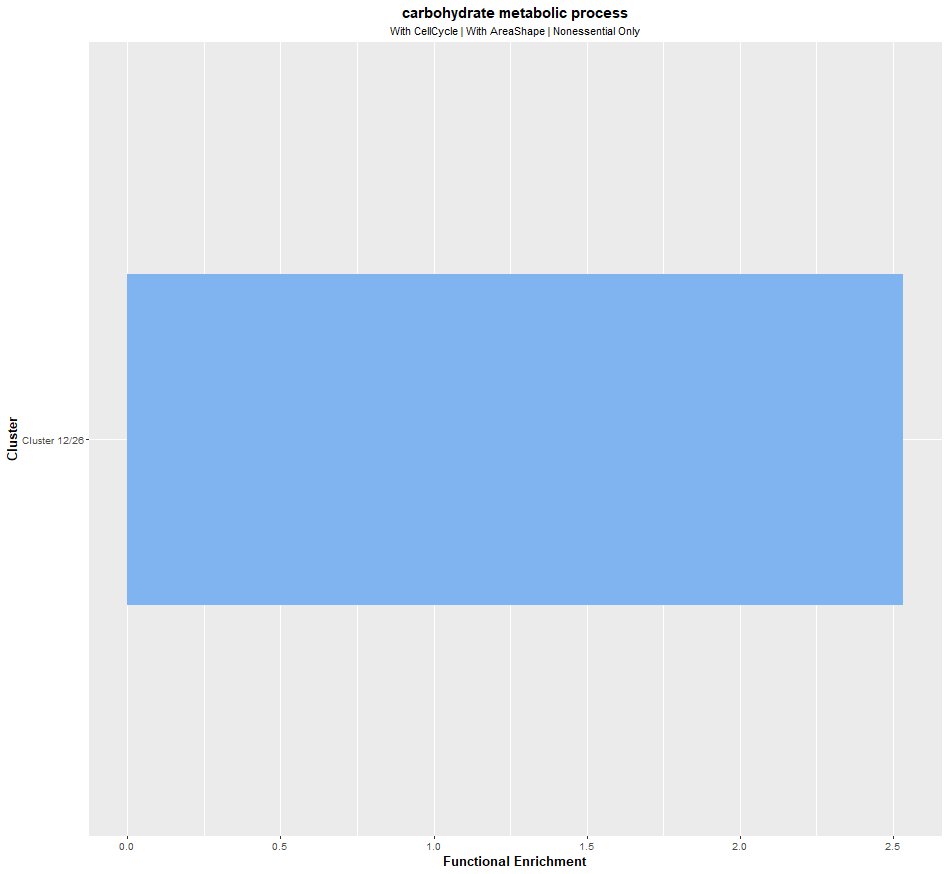 carbohydrate metabolic process
With CellCycle | With AreaShape | Nonessential Only
Cluster
Cluster 12/26
0.0 0.5 1.0 1.5 2.0 2.5
Functional Enrichment